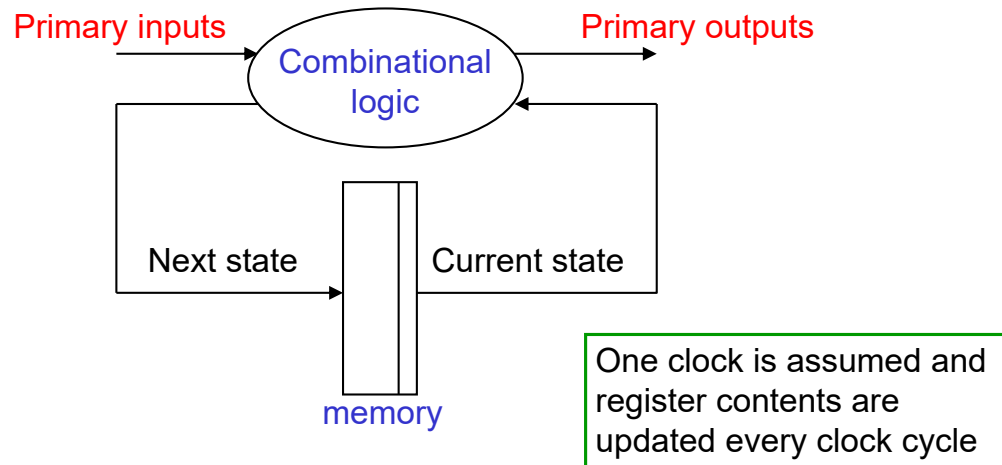 Primary inputs
Primary outputs
Combinational
logic
Next state
Current state
memory
One clock is assumed and
register contents are
updated every clock cycle